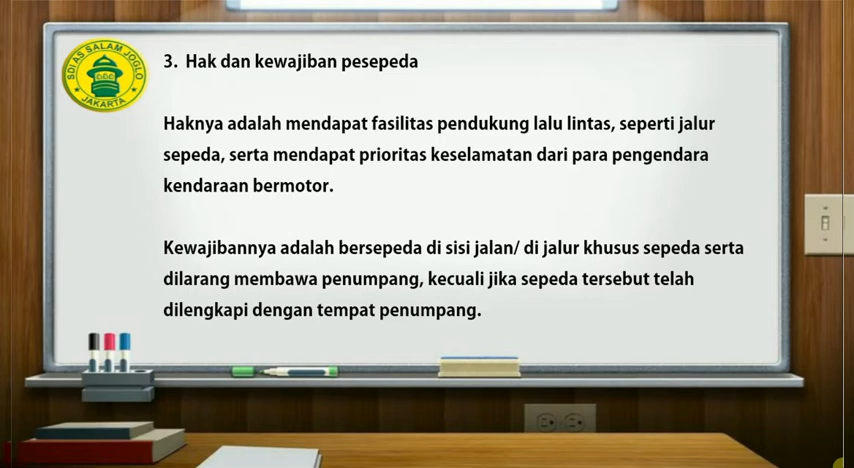 SDI AS SALAM JOGLO
JAKARTA
3. Hak dan kewajiban pesepeda
Haknya adalah mendapat fasilitas pendukung lalu lintas, seperti jalur
sepeda, serta mendapat prioritas keselamatan dari para pengendara
kendaraan bermotor.
Kewajibannya adalah bersepeda di sisi jalan/ di jalur khusus sepeda serta
dilarang membawa penumpang, kecuali jika sepeda tersebut telah
dilengkapi dengan tempat penumpang.